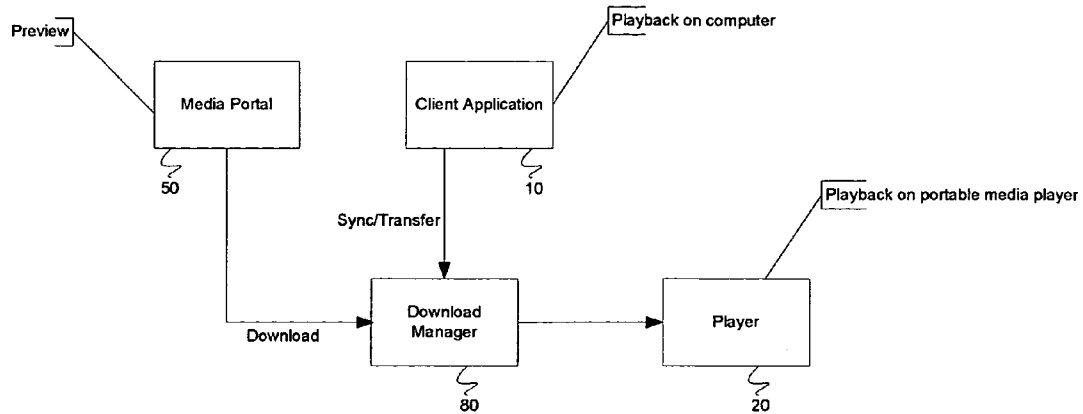 Preview
Playback on computer
Media Portal
Client Application
50
10
Playback on portable media player
Sync/Transfer
Download
Manager
Player
Download
80
20